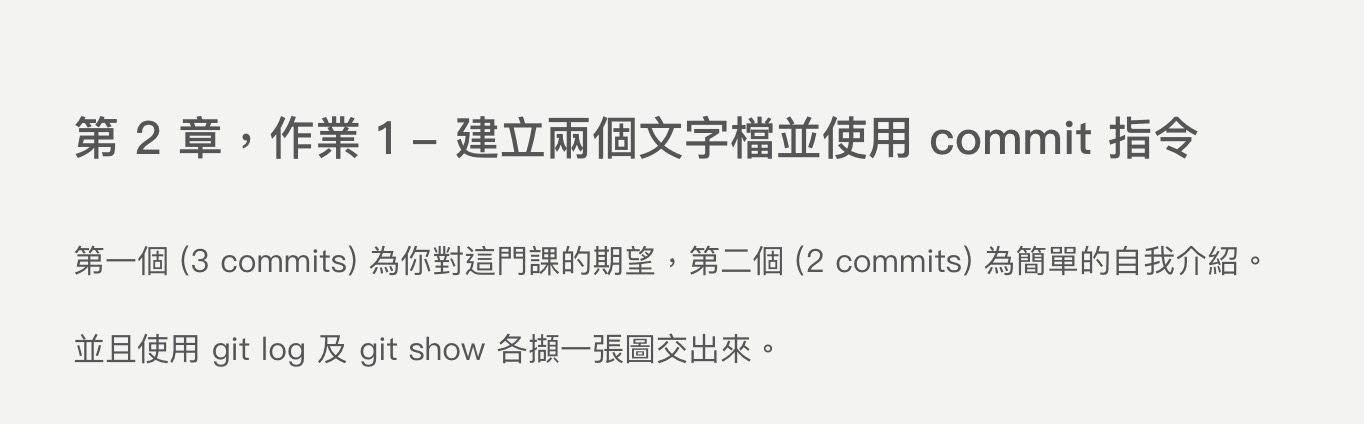 第 2 章，作業 1 – 建立兩個文字檔並使用 commit 指令
第一個 (3 commits) 為你對這門課的期望，第二個 (2 commits) 為簡單的自我介紹。
並且使用 git log 及 git show 各擷一張圖交出來。